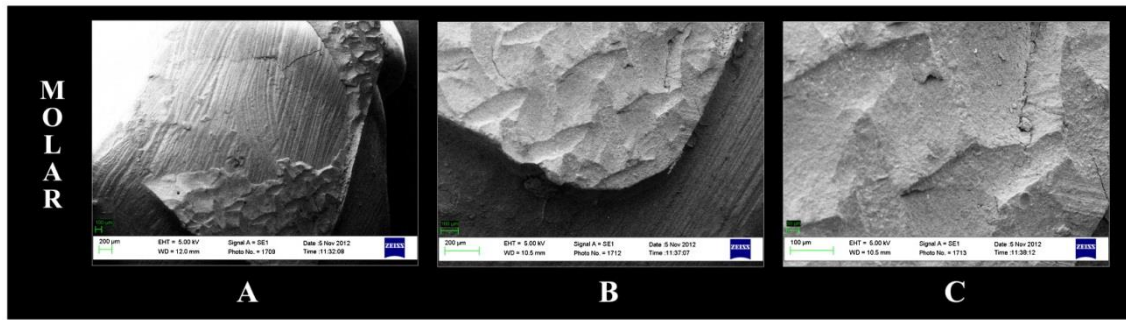 MOLAR
200 µm
EHT = 5.00 kV
WD = 12.0 mm
Signal A = SE1
Photo No. = 1709
Date :5 Nov 2012
Time :11:32:09
ZEISS
200 µm
EHT = 5.00 kV
WD = 10.5 mm
Signal A = SE1
Photo No. = 1712
Date :5 Nov 2012
Time :11:37:07
ZEISS
100 µm
EHT = 5.00 kV
WD = 10.5 mm
Signal A = SE1
Photo No. = 1713
Date :5 Nov 2012
Time :11:38:12
ZEISS
A
B
C